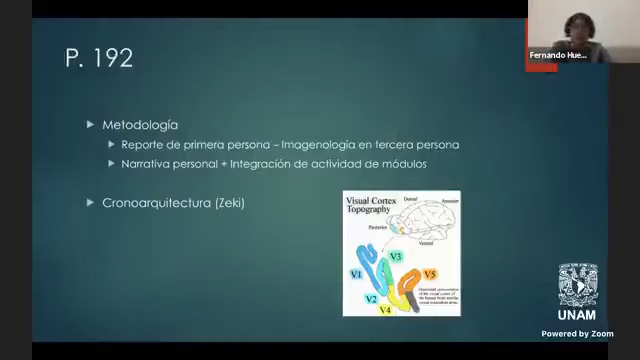 P. 192
Fernando Hue...
Metodología
Reporte de primera persona – Imagenología en tercera persona
Narrativa personal + Integración de actividad de módulos
Cronoarquitectura (Zeki)
Visual Cortex
Topography
Dorsal
Anterior
Posterior
Ventral
V1
V2
V3
V4
V5
UNAM
Powered by Zoom